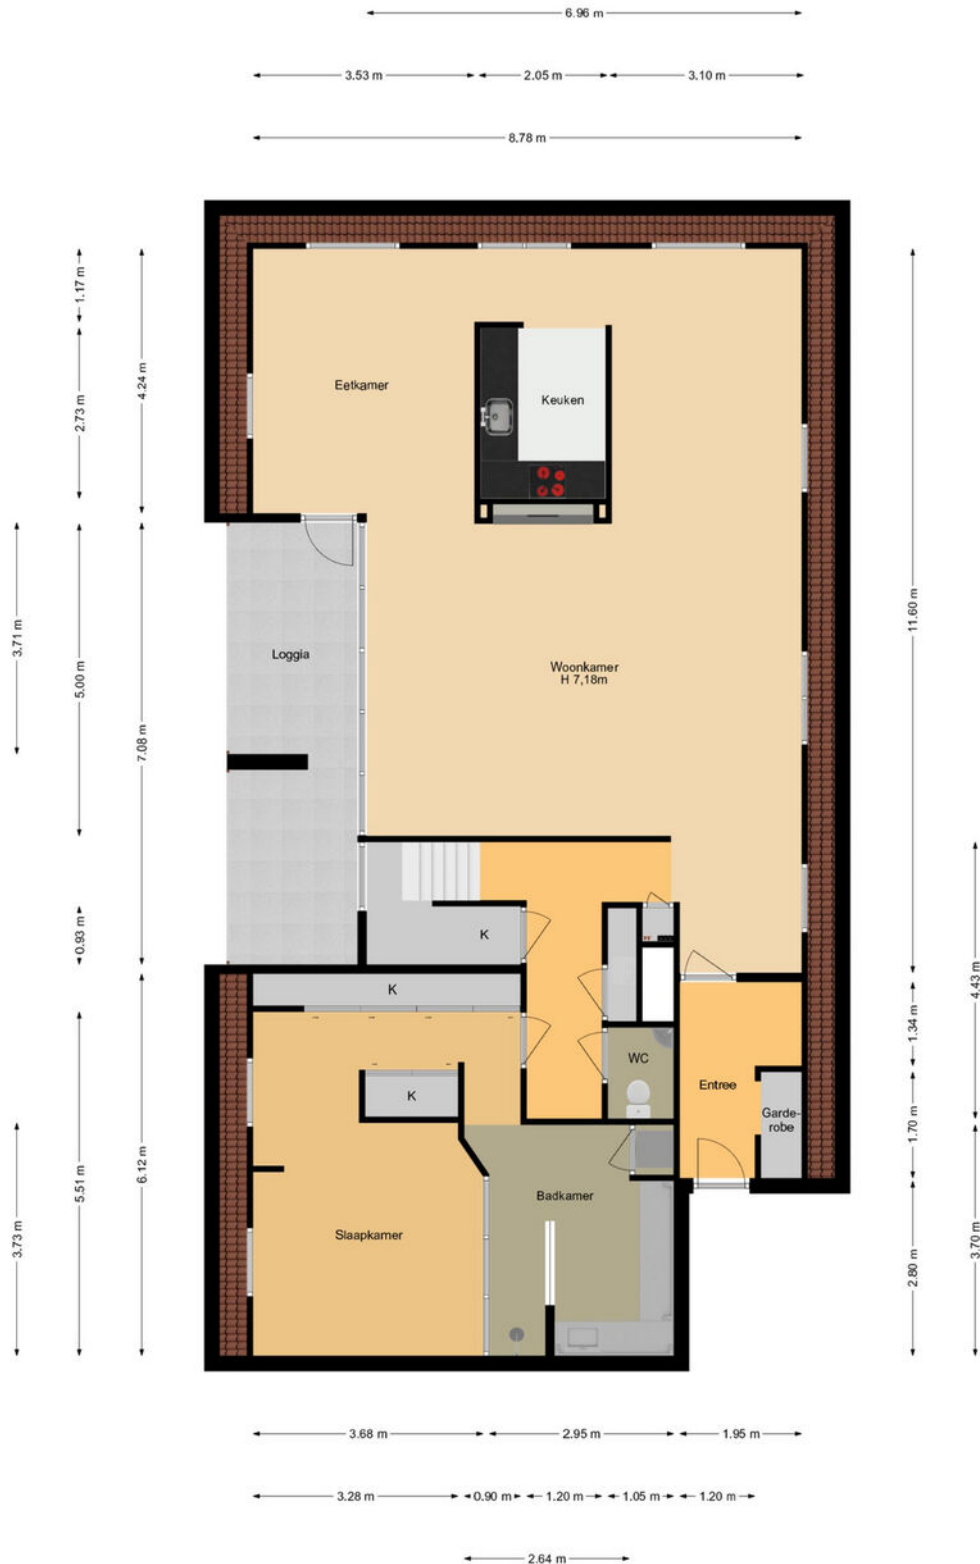 6.96 m
3.53 m
2.05 m
3.10 m
8.78 m
1.17 m
2.73 m
4.24 m
Eetkamer
Keuken
3.71 m
5.00 m
7.08 m
Loggia
Woonkamer
H 7,18m
11.60 m
0.93 m
K
K
K
WC
Entree
Garde-
robe
4.43 m
1.34 m
1.70 m
6.12 m
5.51 m
3.73 m
Badkamer
Slaapkamer
2.80 m
3.70 m
3.68 m
2.95 m
1.95 m
3.28 m
0.90 m
1.20 m
1.05 m
1.20 m
2.64 m